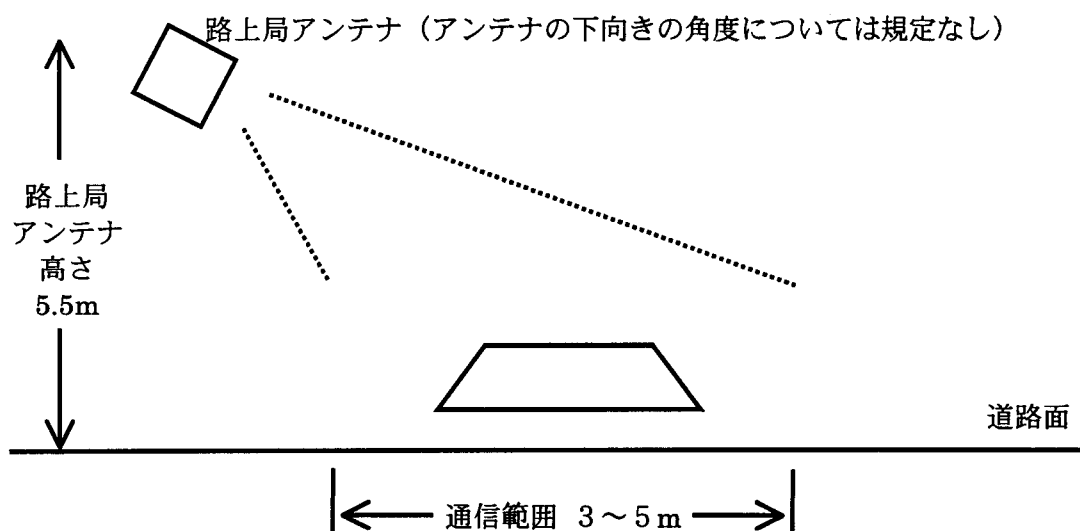 路上局アンテナ（アンテナの下向きの角度については規定なし）
路上局
アンテナ
高さ
5.5m
道路面
通信範囲 3～5m